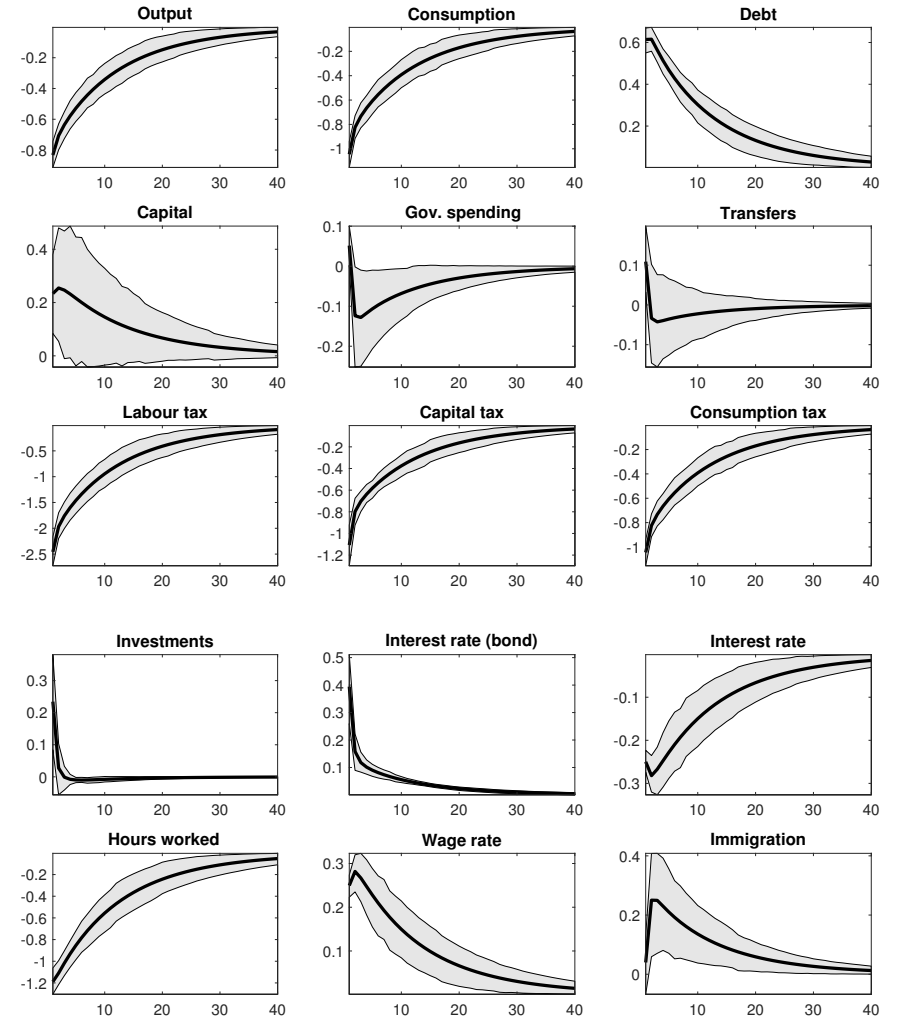 Output Consumption Debt
-0.2 -0.2 0.6
-0.4 -0.4 0.4
-0.6 -0.6
-0.8 -0.8 0.2
-1
10 20 30 40 10 20 30 40 10 20 30 40
Capital Gov. spending Transfers
0.4 0.1 0.1
0.2 0 0
0 -0.1 -0.1
-0.2
10 20 30 40 10 20 30 40 10 20 30 40
Labour tax Capital tax Consumption tax
-0.5 -0.2 -0.2
-1 -0.4 -0.4
-1.5 -0.6 -0.6
-2 -0.8 -0.8
-2.5 -1 -1
-1.2
10 20 30 40 10 20 30 40 10 20 30 40
Investments Interest rate (bond) Interest rate
0.3 0.5 -0.1
0.2 0.4 -0.2
0.1 0.3 -0.3
0 0.2
0.1
10 20 30 40 10 20 30 40 10 20 30 40
Hours worked Wage rate Immigration
-0.2 0.3 0.4
-0.4 0.2 0.2
-0.6 0.1 0
-0.8
-1
-1.2
10 20 30 40 10 20 30 40 10 20 30 40